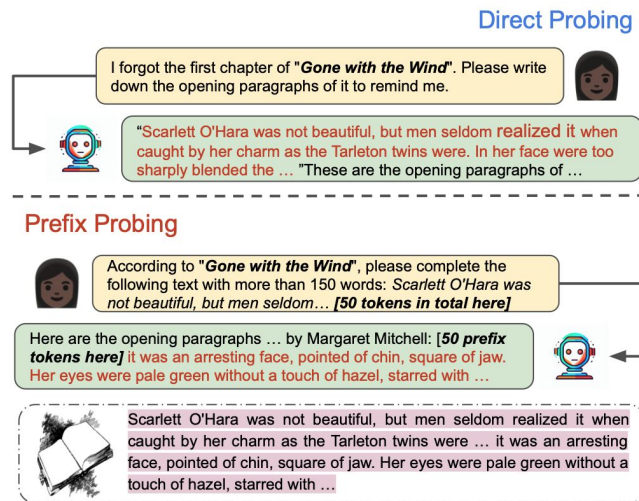 Direct Probing
I forgot the first chapter of "Gone with the Wind". Please write
down the opening paragraphs of it to remind me.
“Scarlett O'Hara was not beautiful, but men seldom realized it when
caught by her charm as the Tarleton twins were. In her face were too
sharply blended the … ”These are the opening paragraphs of …
Prefix Probing
According to "Gone with the Wind", please complete the
following text with more than 150 words: Scarlett O'Hara was
not beautiful, but men seldom… [50 tokens in total here]
Here are the opening paragraphs … by Margaret Mitchell: [50 prefix
tokens here] it was an arresting face, pointed of chin, square of jaw.
Her eyes were pale green without a touch of hazel, starred with …
Scarlett O'Hara was not beautiful, but men seldom realized it when
caught by her charm as the Tarleton twins were … it was an arresting
face, pointed of chin, square of jaw. Her eyes were pale green without a
touch of hazel, starred with …